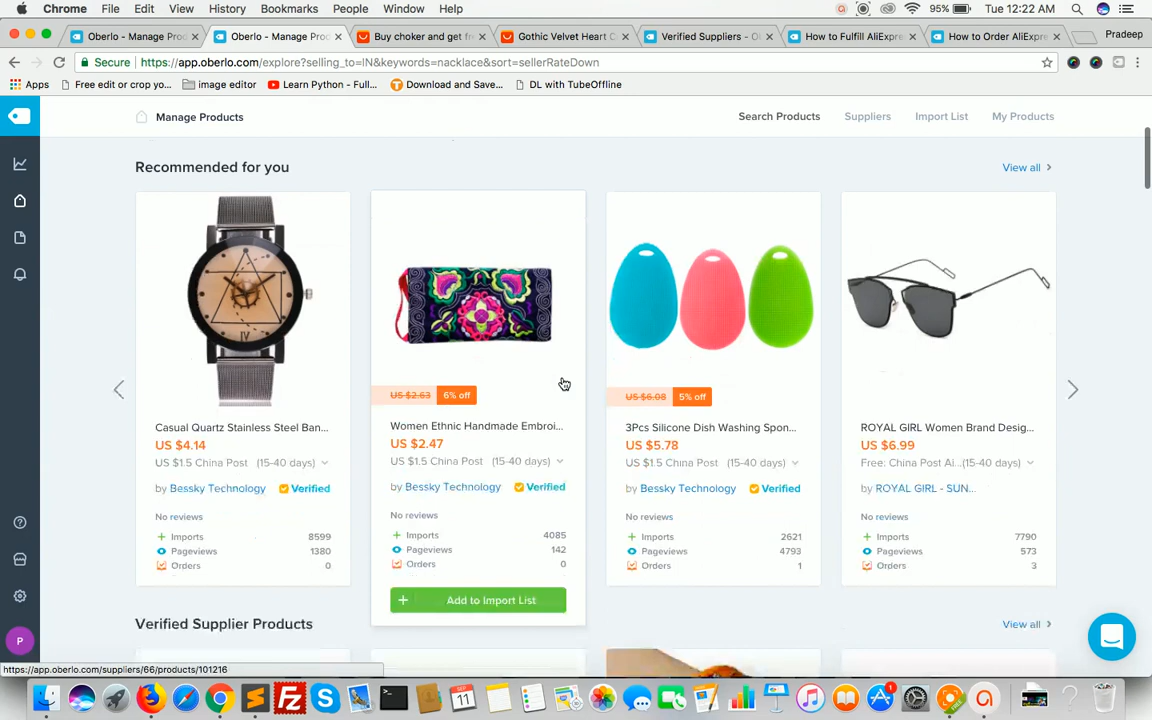 Chrome File Edit View History Bookmarks People Window Help 95% Tue 12:22 AM
Oberlo - Manage Prod × Oberlo - Manage Proc × Buy choker and get fr × Gothic Velvet Heart C × Verified Suppliers - O × How to Fulfill AliExpre × How to Order AliExpre × Pradeep
Secure https://app.oberlo.com/explore?selling_to=IN&keywords=nacklace&sort=sellerRateDown
Apps Free edit or crop yo... image editor Learn Python - Full... Download and Save... DL with TubeOffline
Manage Products Search Products Suppliers Import List My Products
Recommended for you View all
US $2.63 6% off US $6.08 5% off
Casual Quartz Stainless Steel Ban... Women Ethnic Handmade Embroi... 3Pcs Silicone Dish Washing Spon... ROYAL GIRL Women Brand Desig...
US $4.14 US $2.47 US $5.78 US $6.99
US $1.5 China Post (15-40 days) US $1.5 China Post (15-40 days) US $1.5 China Post (15-40 days) Free: China Post Ai...(15-40 days)
by Bessky Technology Verified by Bessky Technology Verified by Bessky Technology Verified by ROYAL GIRL - SUN...
No reviews No reviews No reviews No reviews
Imports 8599 Imports 4085 Imports 2621 Imports 7790
Pageviews 1380 Pageviews 142 Pageviews 4793 Pageviews 573
Orders 0 Orders 0 Orders 1 Orders 3
+ Add to Import List
Verified Supplier Products View all
P
https://app.oberlo.com/suppliers/66/products/101216